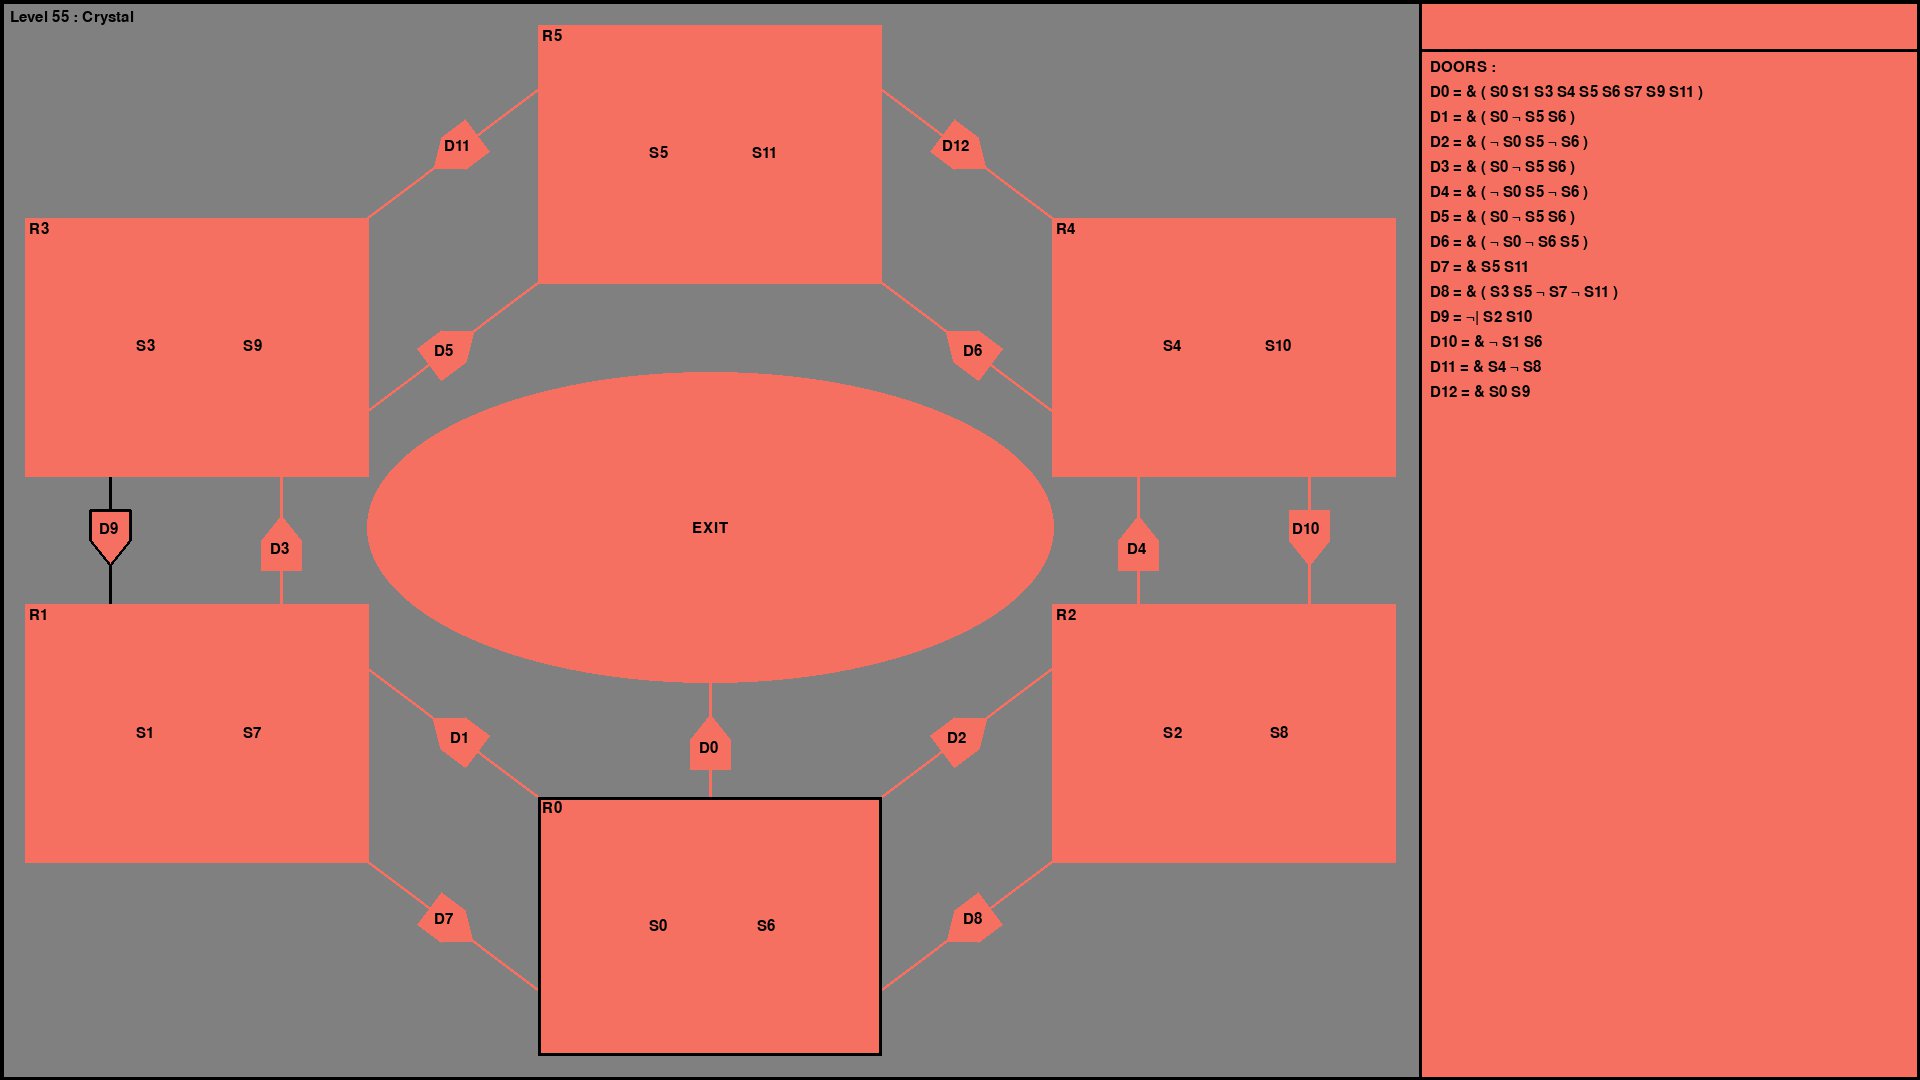 Level 55 : Crystal
R5
S5 S11
D11
D12
R3
S3 S9
R4
S4 S10
D5
D6
EXIT
D9
D3
D4
D10
R1
S1 S7
R2
S2 S8
D1
D0
D2
R0
S0 S6
D7
D8
DOORS :
D0 = & ( S0 S1 S3 S4 S5 S6 S7 S9 S11 )
D1 = & ( S0 ¬ S5 S6 )
D2 = & ( ¬ S0 S5 ¬ S6 )
D3 = & ( S0 ¬ S5 S6 )
D4 = & ( ¬ S0 S5 ¬ S6 )
D5 = & ( S0 ¬ S5 S6 )
D6 = & ( ¬ S0 ¬ S6 S5 )
D7 = & S5 S11
D8 = & ( S3 S5 ¬ S7 ¬ S11 )
D9 = ¬| S2 S10
D10 = & ¬ S1 S6
D11 = & S4 ¬ S8
D12 = & S0 S9